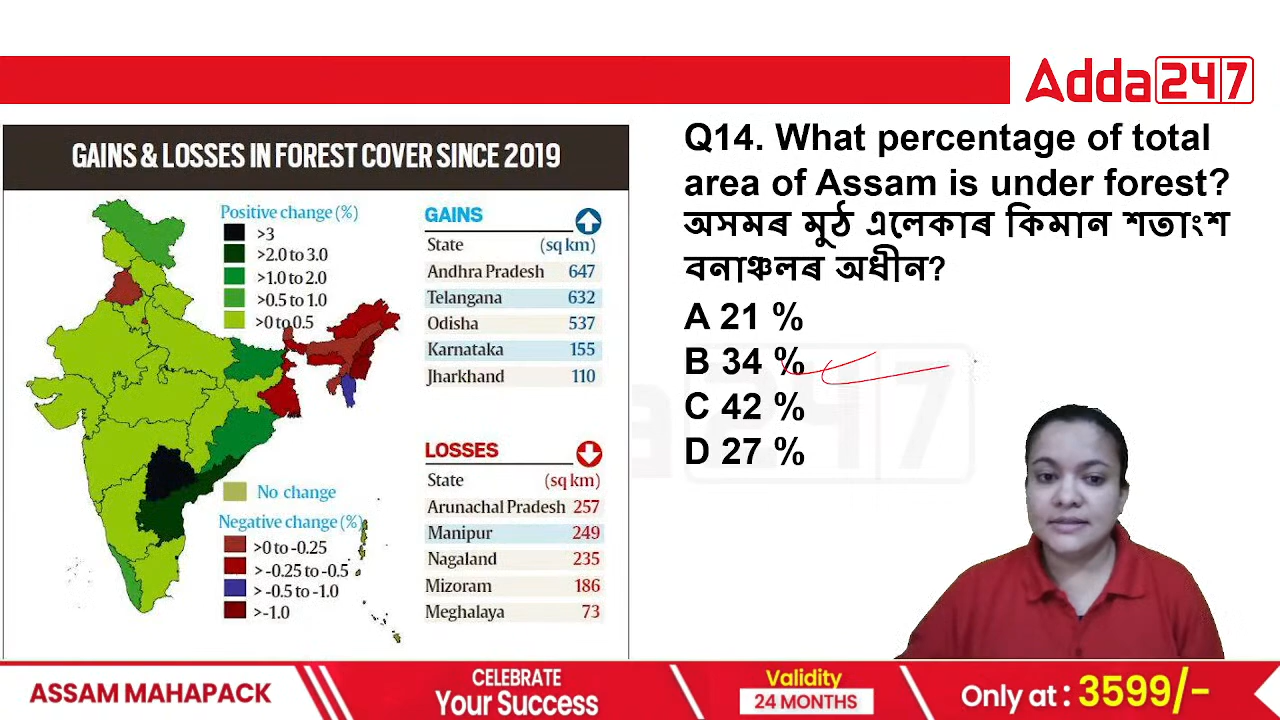 Adda247
GAINS & LOSSES IN FOREST COVER SINCE 2019
Positive change (%)
>3
>2.0 to 3.0
>1.0 to 2.0
>0.5 to 1.0
>0 to 0.5
No change
Negative change (%)
>0 to -0.25
> -0.25 to -0.5
> -0.5 to -1.0
>-1.0
GAINS
State (sq km)
Andhra Pradesh 647
Telangana 632
Odisha 537
Karnataka 155
Jharkhand 110
LOSSES
State (sq km)
Arunachal Pradesh 257
Manipur 249
Nagaland 235
Mizoram 186
Meghalaya 73
Q14. What percentage of total
area of Assam is under forest?
অসমৰ মুঠ এলেকাৰ কিমান শতাংশ
বনাঞ্চলৰ অধীন?
A 21 %
B 34 %
C 42 %
D 27 %
a 247
ASSAM MAHAPACK
CELEBRATE
Your Success
Validity
24 MONTHS
Only at : 3599/-